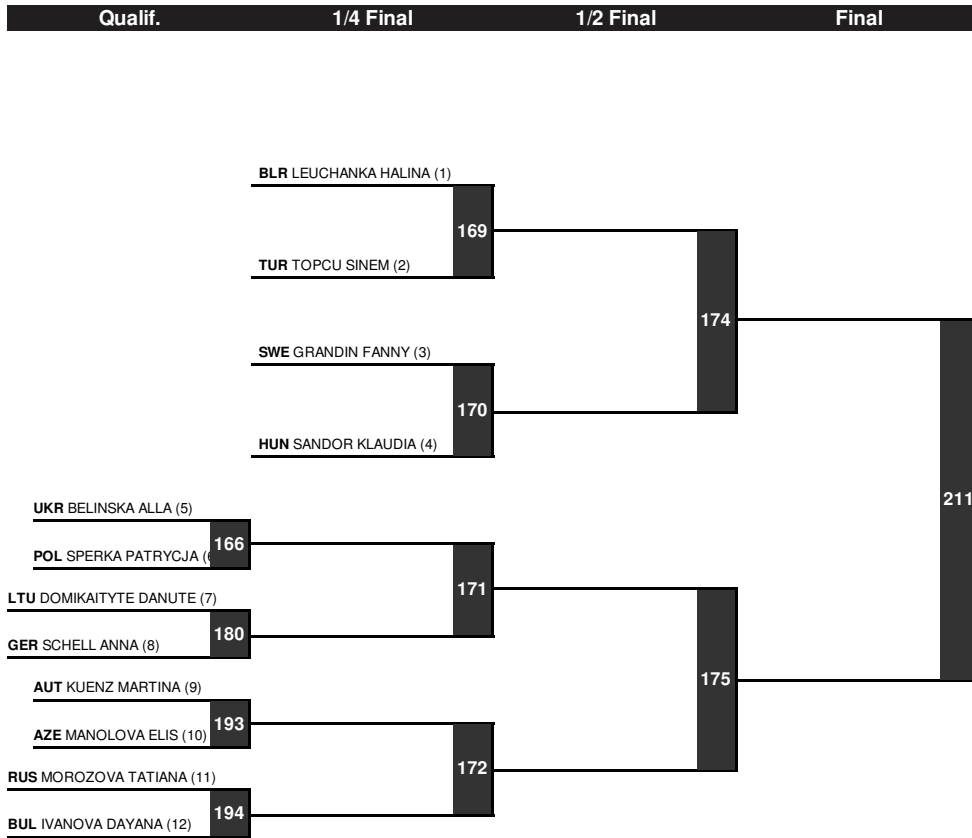 Qualif. 1/4 Final 1/2 Final Final
BLR LEUCHANKA HALINA (1)
169
TUR TOPCU SINEM (2)
174
SWE GRANDIN FANNY (3)
170
HUN SANDOR KLAUDIA (4)
211
UKR BELINSKA ALLA (5)
166
POL SPERKA PATRYCJA (
171
LTU DOMIKAITYTE DANUTE (7)
180
GER SCHELL ANNA (8)
175
AUT KUENZ MARTINA (9)
193
AZE MANOLOVA ELIS (10)
172
RUS MOROZOVA TATIANA (11)
194
BUL IVANOVA DAYANA (12)